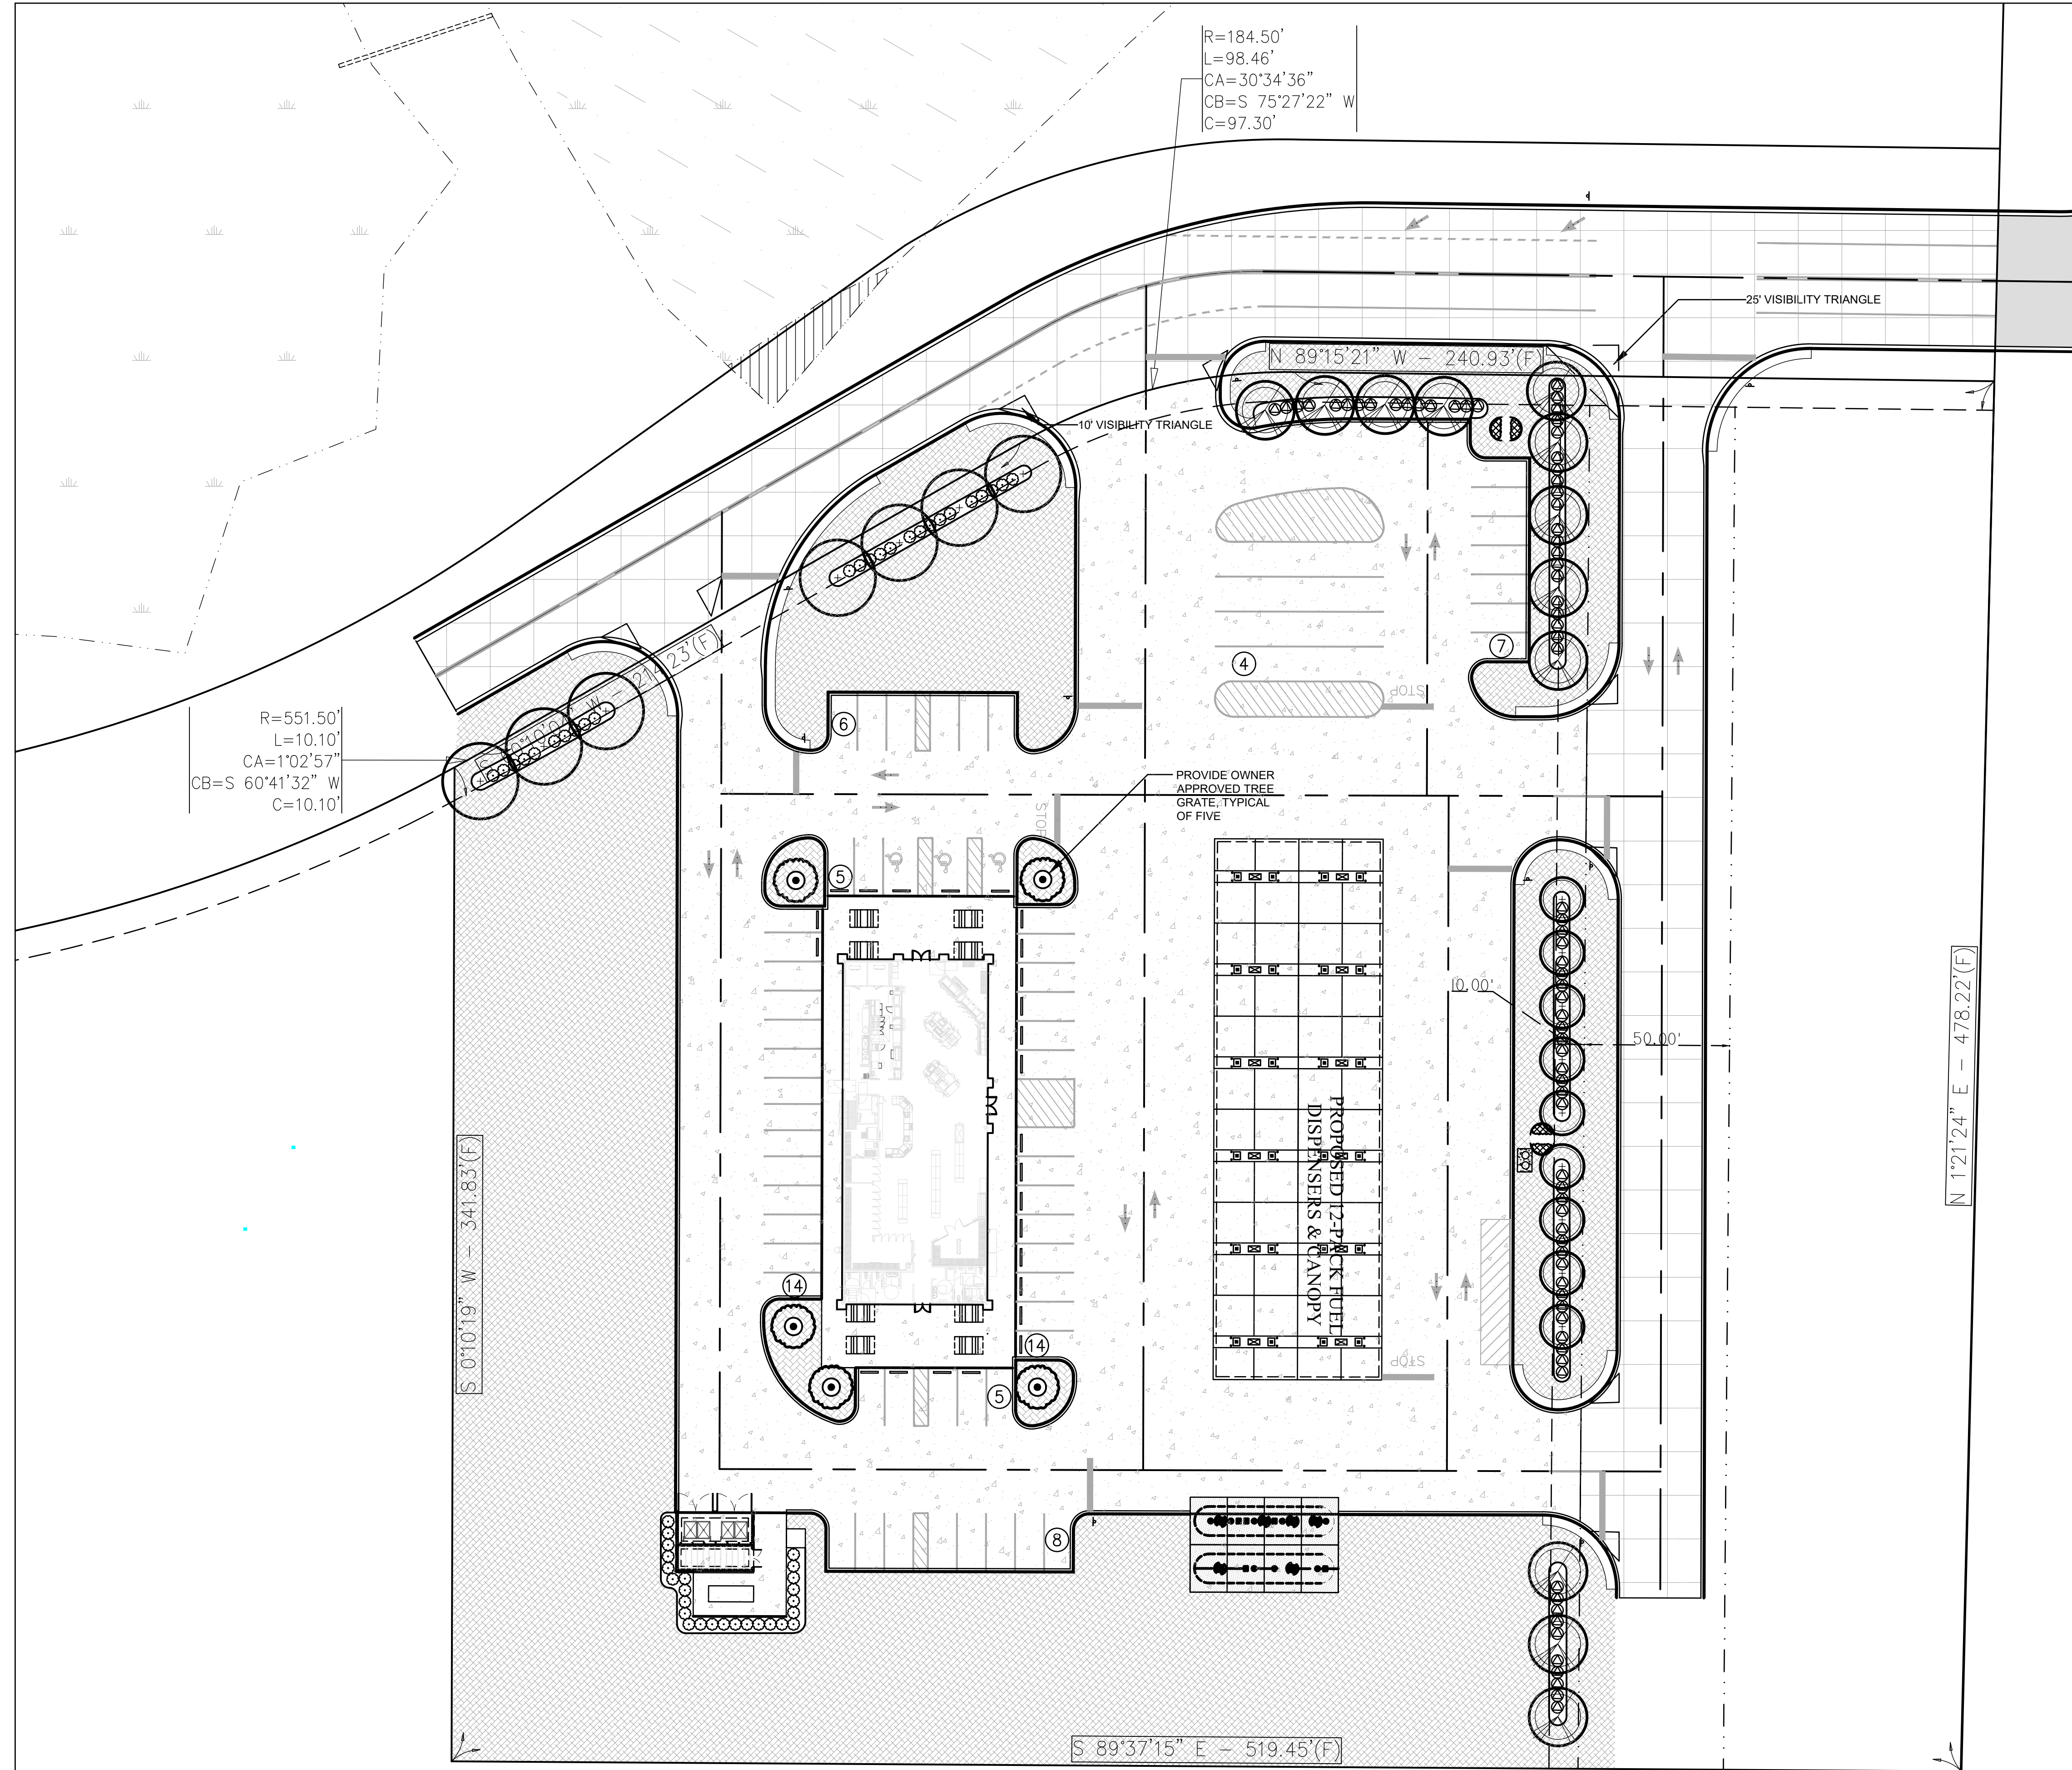 R=184.50'
L=98.46'
CA=30°34'36"
CB=S 75°27'22" W
C=97.30'
25' VISIBILITY TRIANGLE
N 89°15'21" W – 240.93'(F)
10' VISIBILITY TRIANGLE
7
4
STOP
W – 214.23'(F)
R=551.50'
L=10.10'
CA=1°02'57"
CB=S 60°41'32" W
C=10.10'
6
PROVIDE OWNER
APPROVED TREE
GRATE, TYPICAL
OF FIVE
STOP
5
10.00'
50.00'
N 1°21'24" E – 478.22'(F)
PROPOSED 12-PACK FUEL
DISPENSERS & CANOPY
S 0°10'19" W – 341.83'(F)
14
14
STOP
5
8
S 89°37'15" E – 519.45'(F)